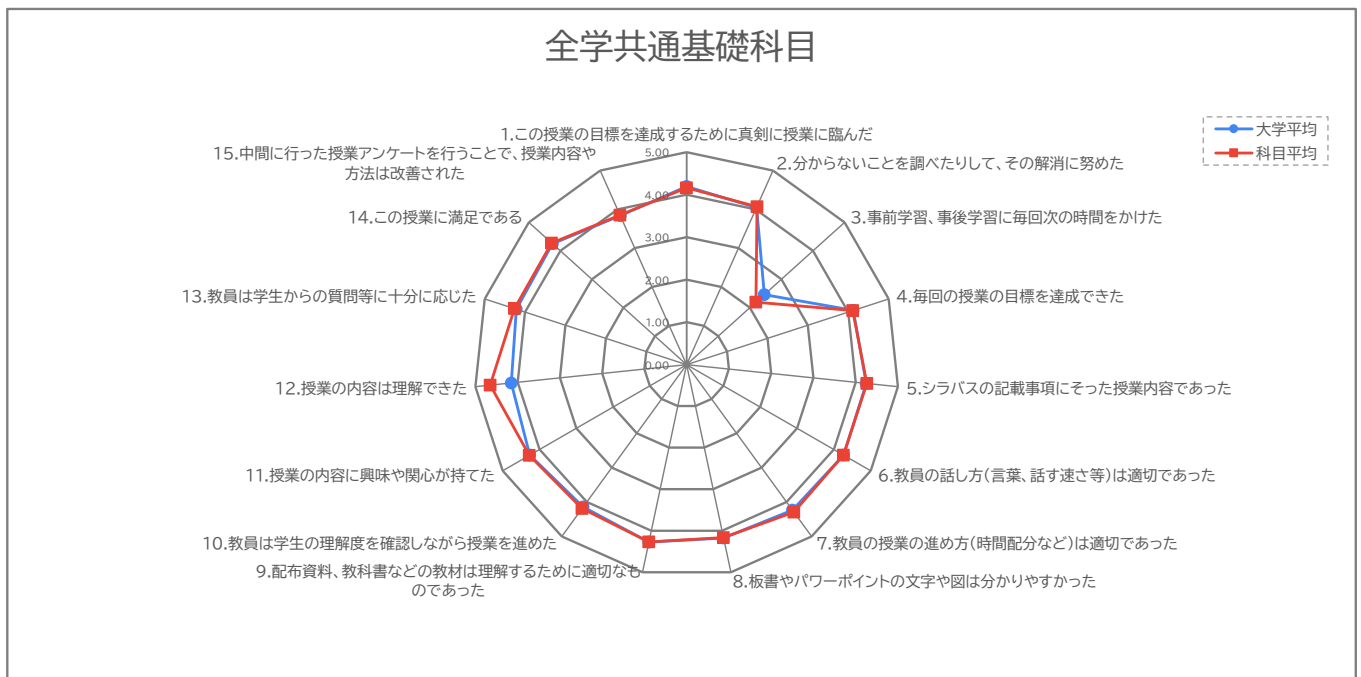 全学共通基礎科目
大学平均
科目平均
1.この授業の目標を達成するために真剣に授業に臨んだ
2.分からないことを調べたりして、その解消に努めた
3.事前学習、事後学習に毎回次の時間をかけた
4.毎回の授業の目標を達成できた
5.シラバスの記載事項にそった授業内容であった
6.教員の話し方(言葉、話す速さ等)は適切であった
7.教員の授業の進め方(時間配分など)は適切であった
8.板書やパワーポイントの文字や図は分かりやすかった
9.配布資料、教科書などの教材は理解するために適切なも
のであった
10.教員は学生の理解度を確認しながら授業を進めた
11.授業の内容に興味や関心が持てた
12.授業の内容は理解できた
13.教員は学生からの質問等に十分に応じた
14.この授業に満足である
15.中間に行った授業アンケートを行うことで、授業内容や
方法は改善された
5.00
4.00
3.00
2.00
1.00
0.00